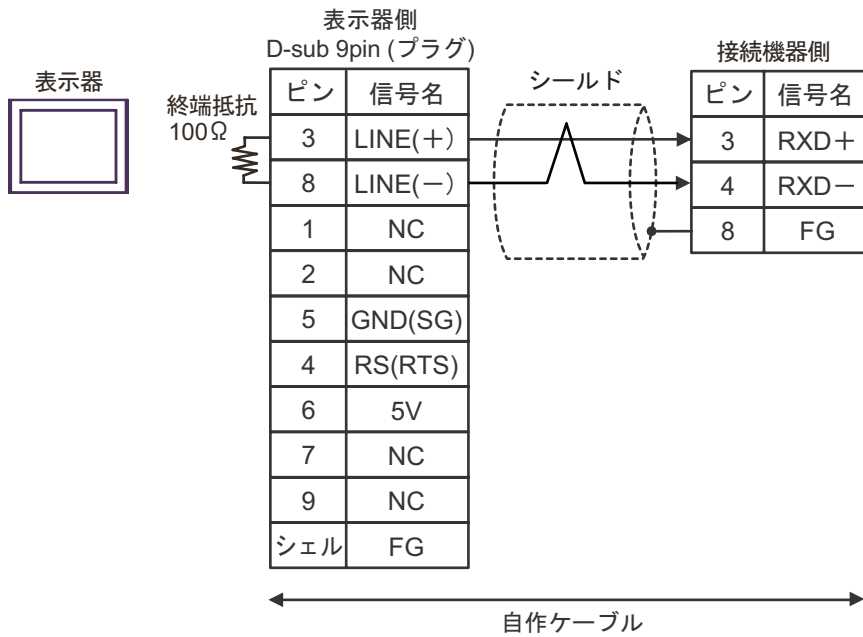 表示器側
D-sub 9pin (プラグ)
接続機器側
表示器
終端抵抗
100Ω
シールド
ピン 信号名
3 LINE(+)
8 LINE(-)
1 NC
2 NC
5 GND(SG)
4 RS(RTS)
6 5V
7 NC
9 NC
シェル FG
ピン 信号名
3 RXD+
4 RXD-
8 FG
自作ケーブル